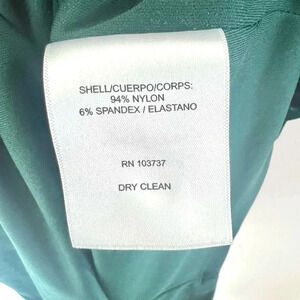 SHELL/CUERPO/CORPS:
94% NYLON
6% SPANDEX / ELASTANO
RN 103737
DRY CLEAN